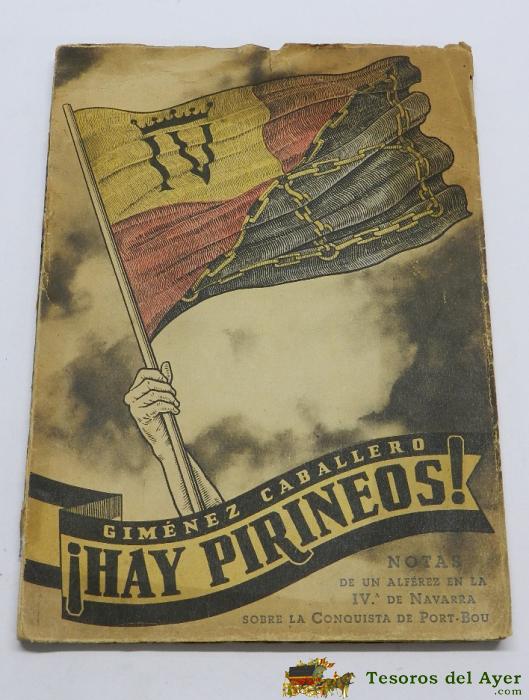 IV
GIMÉNEZ CABALLERO
¡HAY PIRINEOS!
NOTAS
DE UN ALFÉREZ EN LA
IV.ª DE NAVARRA
SOBRE LA CONQUISTA DE PORT-BOU
Tesoros del Ayer
.com